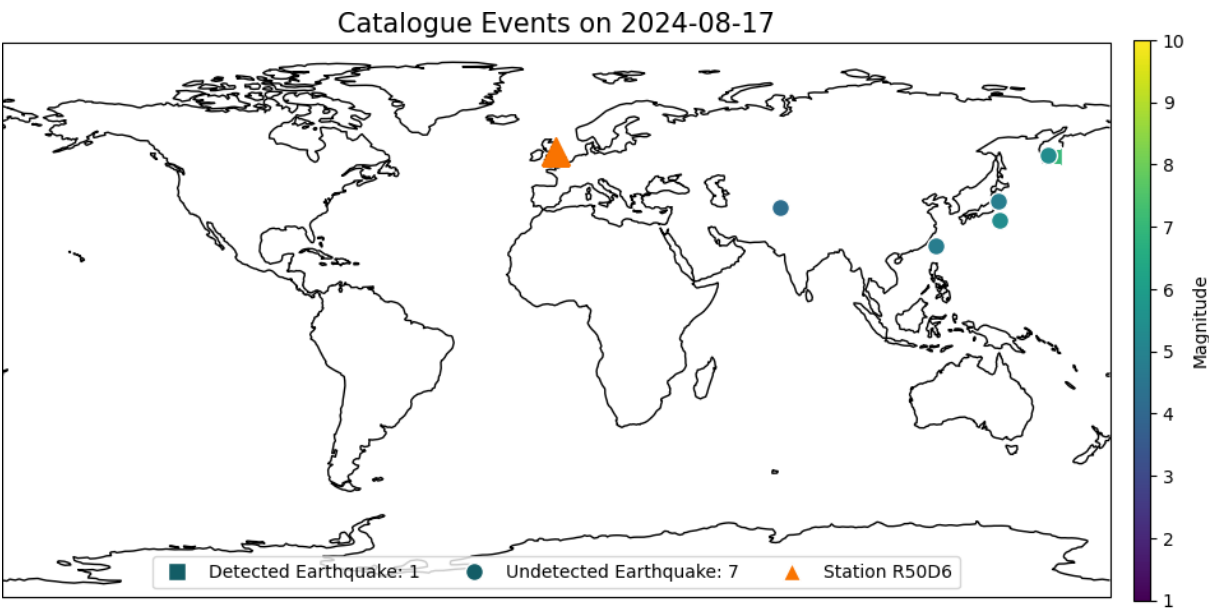 Catalogue Events on 2024-08-17
10
9
8
7
6
5
4
3
2
1
Magnitude
Detected Earthquake: 1
Undetected Earthquake: 7
Station R50D6